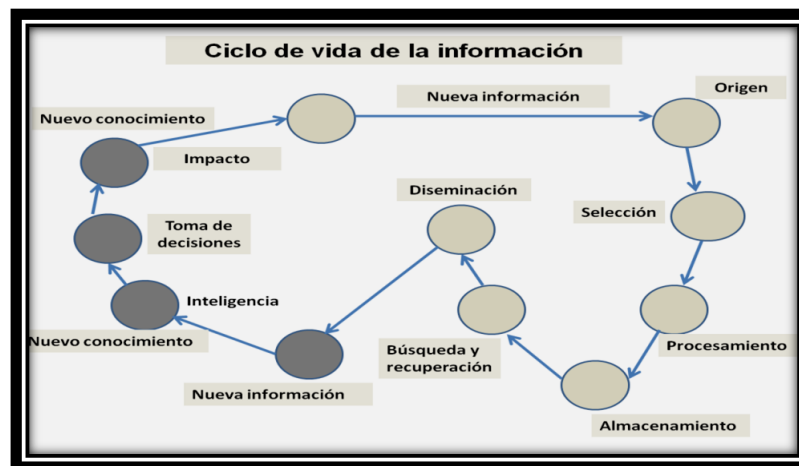 Ciclo de vida de la información
Nueva información
Origen
Nuevo conocimiento
Impacto
Diseminación
Selección
Toma de
decisiones
Inteligencia
Nuevo conocimiento
Búsqueda y
recuperación
Procesamiento
Nueva información
Almacenamiento